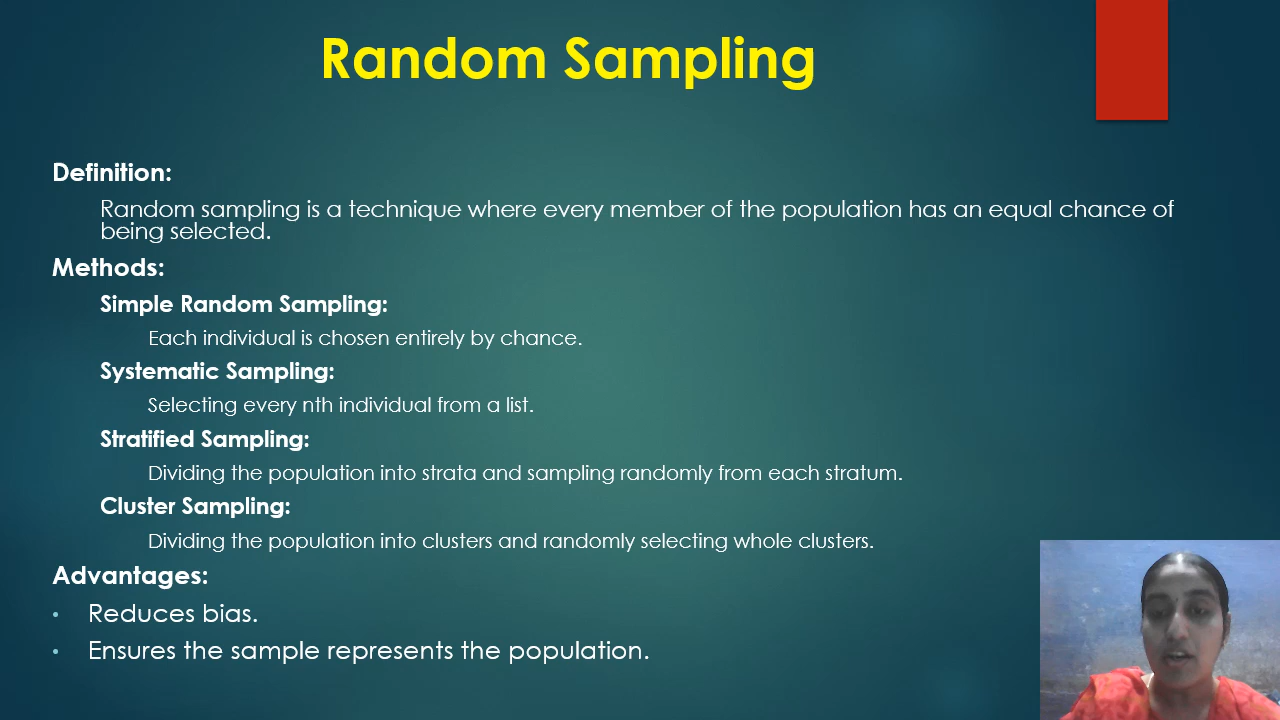 Random Sampling
Definition:
Random sampling is a technique where every member of the population has an equal chance of
being selected.
Methods:
Simple Random Sampling:
Each individual is chosen entirely by chance.
Systematic Sampling:
Selecting every nth individual from a list.
Stratified Sampling:
Dividing the population into strata and sampling randomly from each stratum.
Cluster Sampling:
Dividing the population into clusters and randomly selecting whole clusters.
Advantages:
• Reduces bias.
• Ensures the sample represents the population.